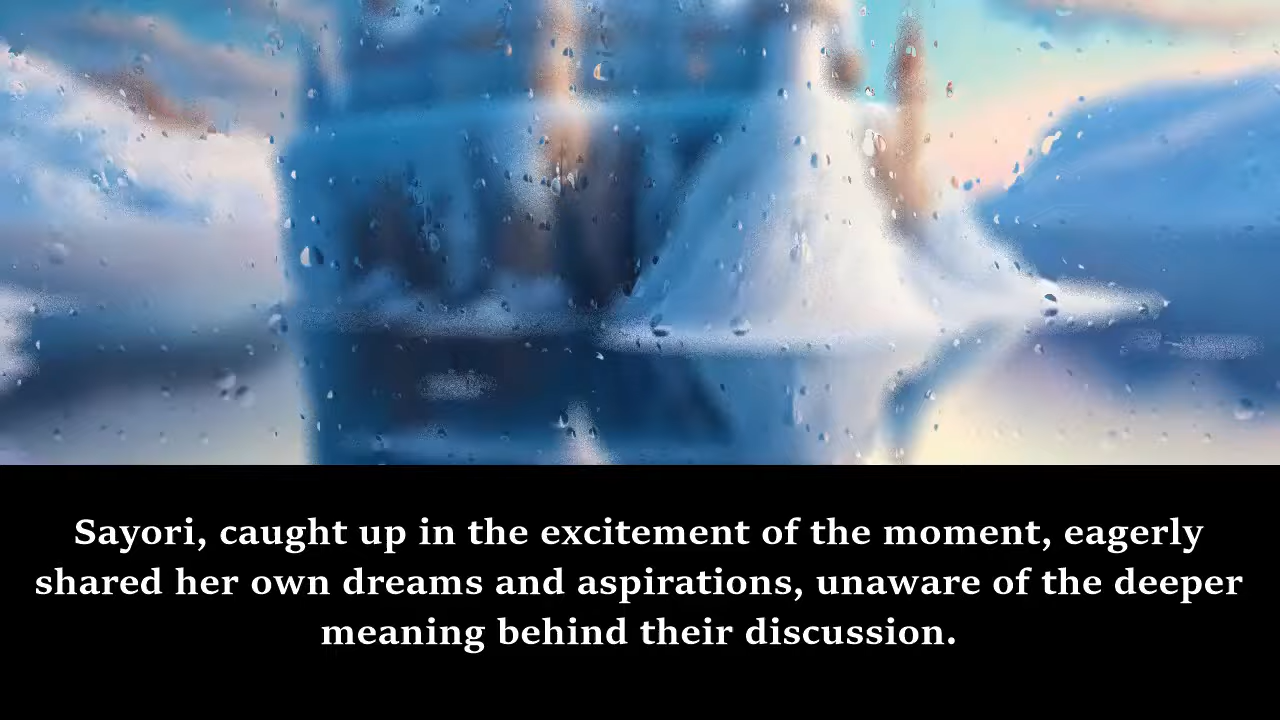 Sayori, caught up in the excitement of the moment, eagerly
shared her own dreams and aspirations, unaware of the deeper
meaning behind their discussion.